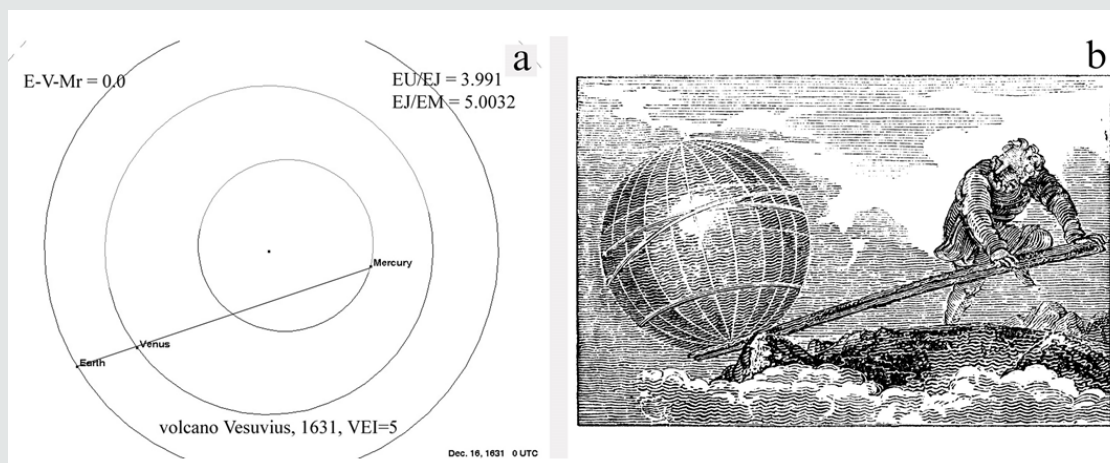 a
E-V-Mr = 0.0
EU/EJ = 3.991
EJ/EM = 5.0032
Mercury
Venus
Earth
volcano Vesuvius, 1631, VEI=5
Dec. 16, 1631 0 UTC
b